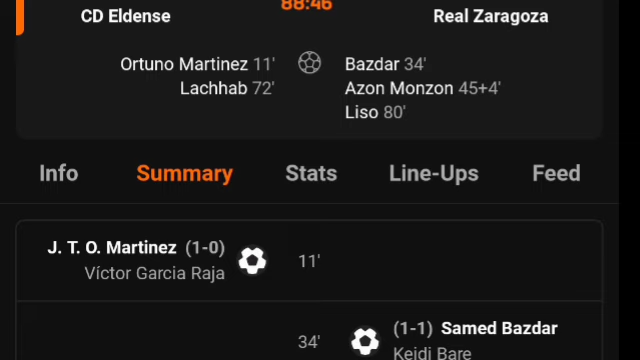 88:46
CD Eldense Real Zaragoza
Ortuno Martinez 11' Bazdar 34'
Lachhab 72' Azon Monzon 45+4'
Liso 80'
Info Summary Stats Line-Ups Feed
J. T. O. Martinez (1-0)
11'
Víctor Garcia Raja
(1-1) Samed Bazdar
34'
Keidi Bare